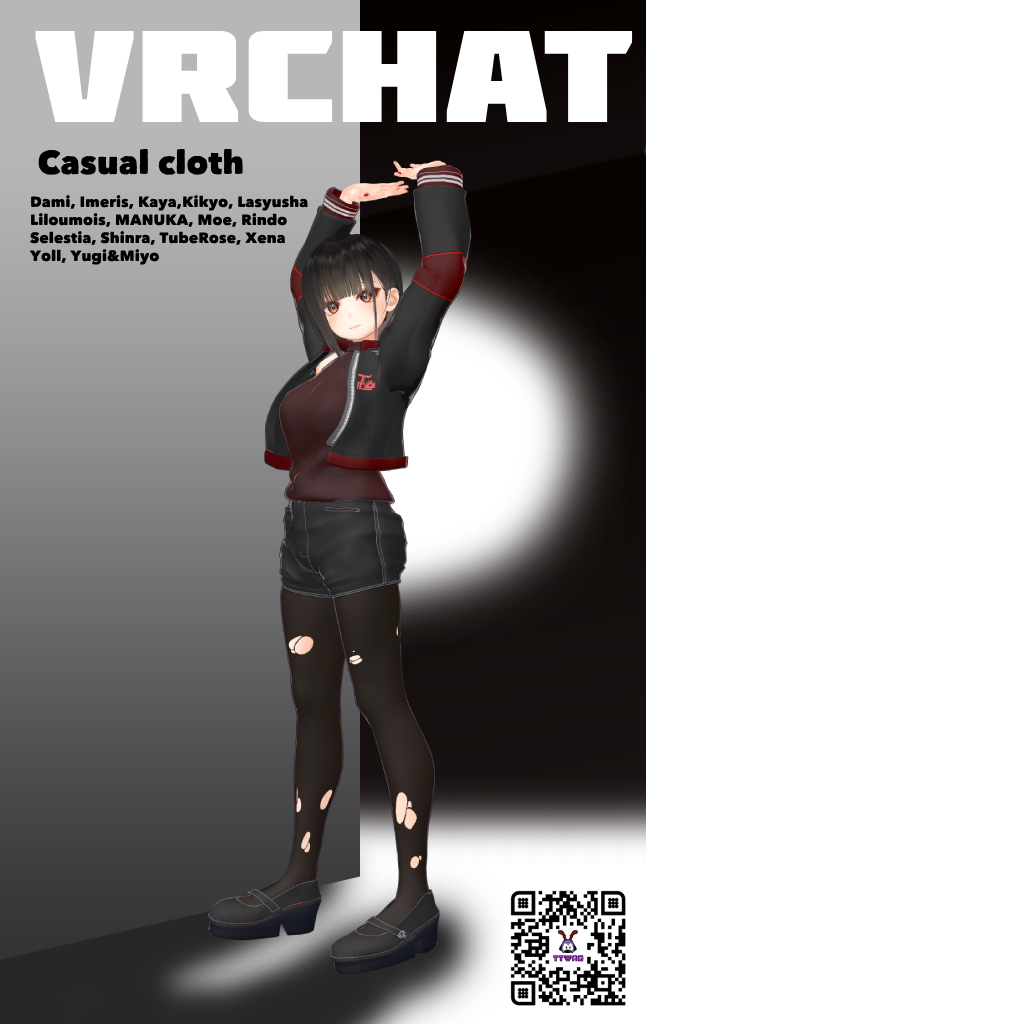 VRCHAT
Casual cloth
Dami, Imeris, Kaya,Kikyo, Lasyusha
Liloumois, MANUKA, Moe, Rindo
Selestia, Shinra, TubeRose, Xena
Yoll, Yugi&Miyo